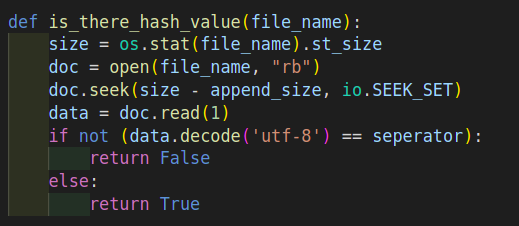 def is_there_hash_value(file_name):
    size = os.stat(file_name).st_size
    doc = open(file_name, "rb")
    doc.seek(size - append_size, io.SEEK_SET)
    data = doc.read(1)
    if not (data.decode('utf-8') == seperator):
        return False
    else:
        return True